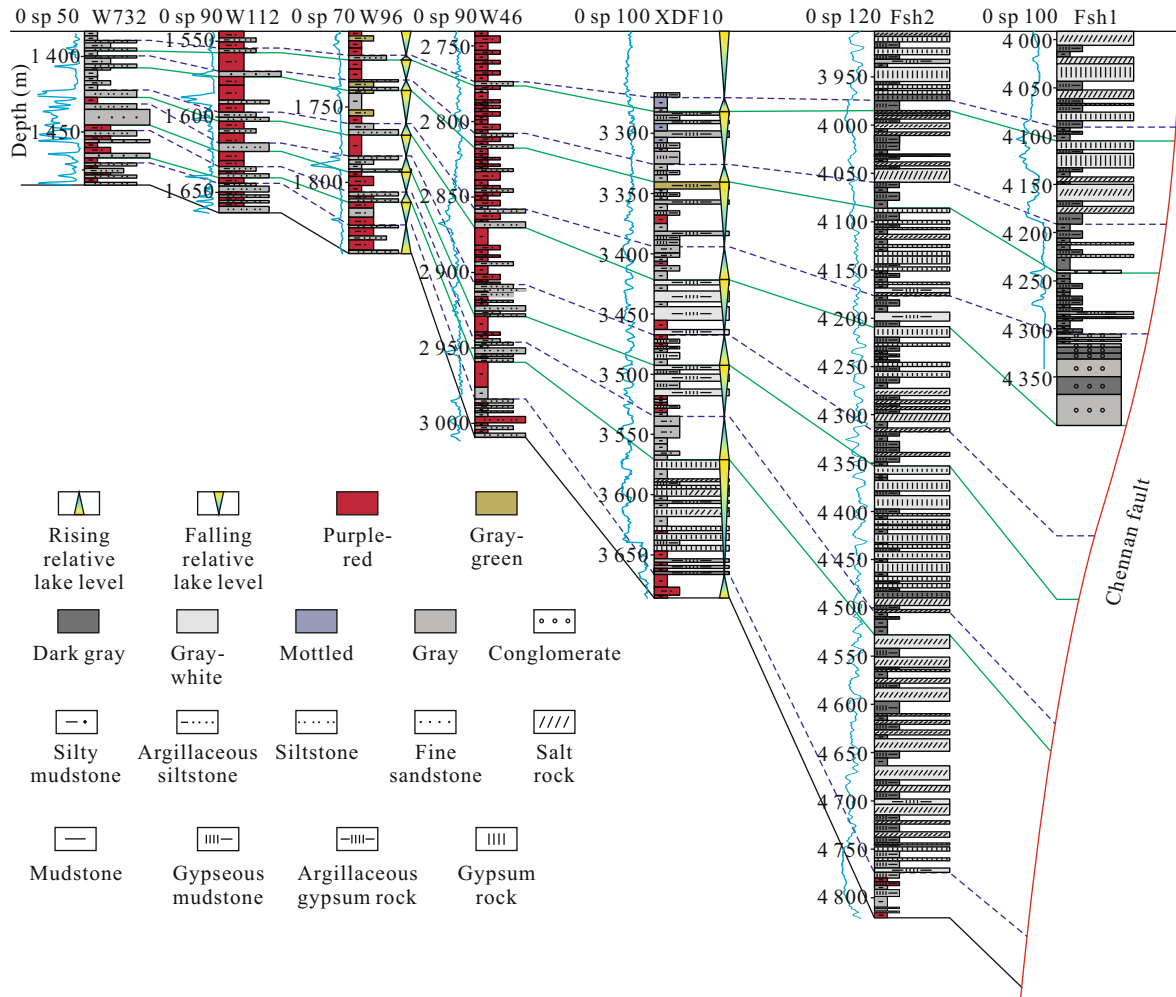 0 sp 50 W732 0 sp 90 W112 0 sp 70 W96 0 sp 90 W46 0 sp 100 XDF10 0 sp 120 Fsh2 0 sp 100 Fsh1
Depth (m)
1 400
1 450
1 550
1 600
1 650
1 750
1 800
2 750
2 800
2 850
2 900
2 950
3 000
3 300
3 350
3 400
3 450
3 500
3 550
3 600
3 650
3 950
4 000
4 050
4 100
4 150
4 200
4 250
4 300
4 350
4 400
4 450
4 500
4 550
4 600
4 650
4 700
4 750
4 800
4 000
4 050
4 100
4 150
4 200
4 250
4 300
4 350
Chennan fault
Rising
relative
lake level
Falling
relative
lake level
Purple-
red
Gray-
green
Dark gray
Gray-
white
Mottled
Gray
Conglomerate
Silty
mudstone
Argillaceous
siltstone
Siltstone
Fine
sandstone
Salt
rock
Mudstone
Gypseous
mudstone
Argillaceous
gypsum rock
Gypsum
rock